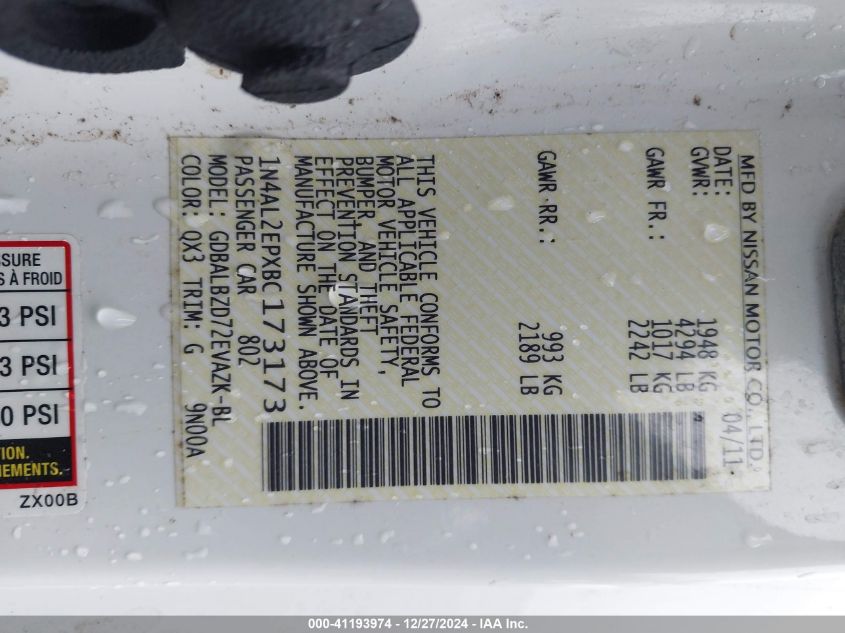 MFD BY NISSAN MOTOR CO., LTD.
DATE: 04/11
GVWR: 1948 KG
4294 LB
GAWR FR.: 1017 KG
2242 LB
GAWR RR.: 993 KG
2189 LB
THIS VEHICLE CONFORMS TO
ALL APPLICABLE FEDERAL
MOTOR VEHICLE SAFETY,
BUMPER, AND THEFT
PREVENTION STANDARDS IN
EFFECT ON THE DATE OF
MANUFACTURE SHOWN ABOVE.
1N4AL2EPXBC173173
PASSENGER CAR 802
MODEL: GDBALBZD72EVAZK-BL
COLOR: QX3 TRIM: G 9N00A
SSURE
S À FROID
3 PSI
3 PSI
0 PSI
TION.
NEMENTS.
ZX00B
000-41193974 - 12/27/2024 - IAA Inc.